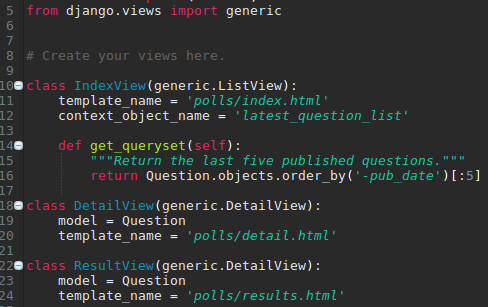 5 from django.views import generic
6
7
8 # Create your views here.
9
10 class IndexView(generic.ListView):
11     template_name = 'polls/index.html'
12     context_object_name = 'latest_question_list'
13
14     def get_queryset(self):
15         """Return the last five published questions."""
16         return Question.objects.order_by('-pub_date')[:5]
17
18 class DetailView(generic.DetailView):
19     model = Question
20     template_name = 'polls/detail.html'
21
22 class ResultView(generic.DetailView):
23     model = Question
24     template_name = 'polls/results.html'